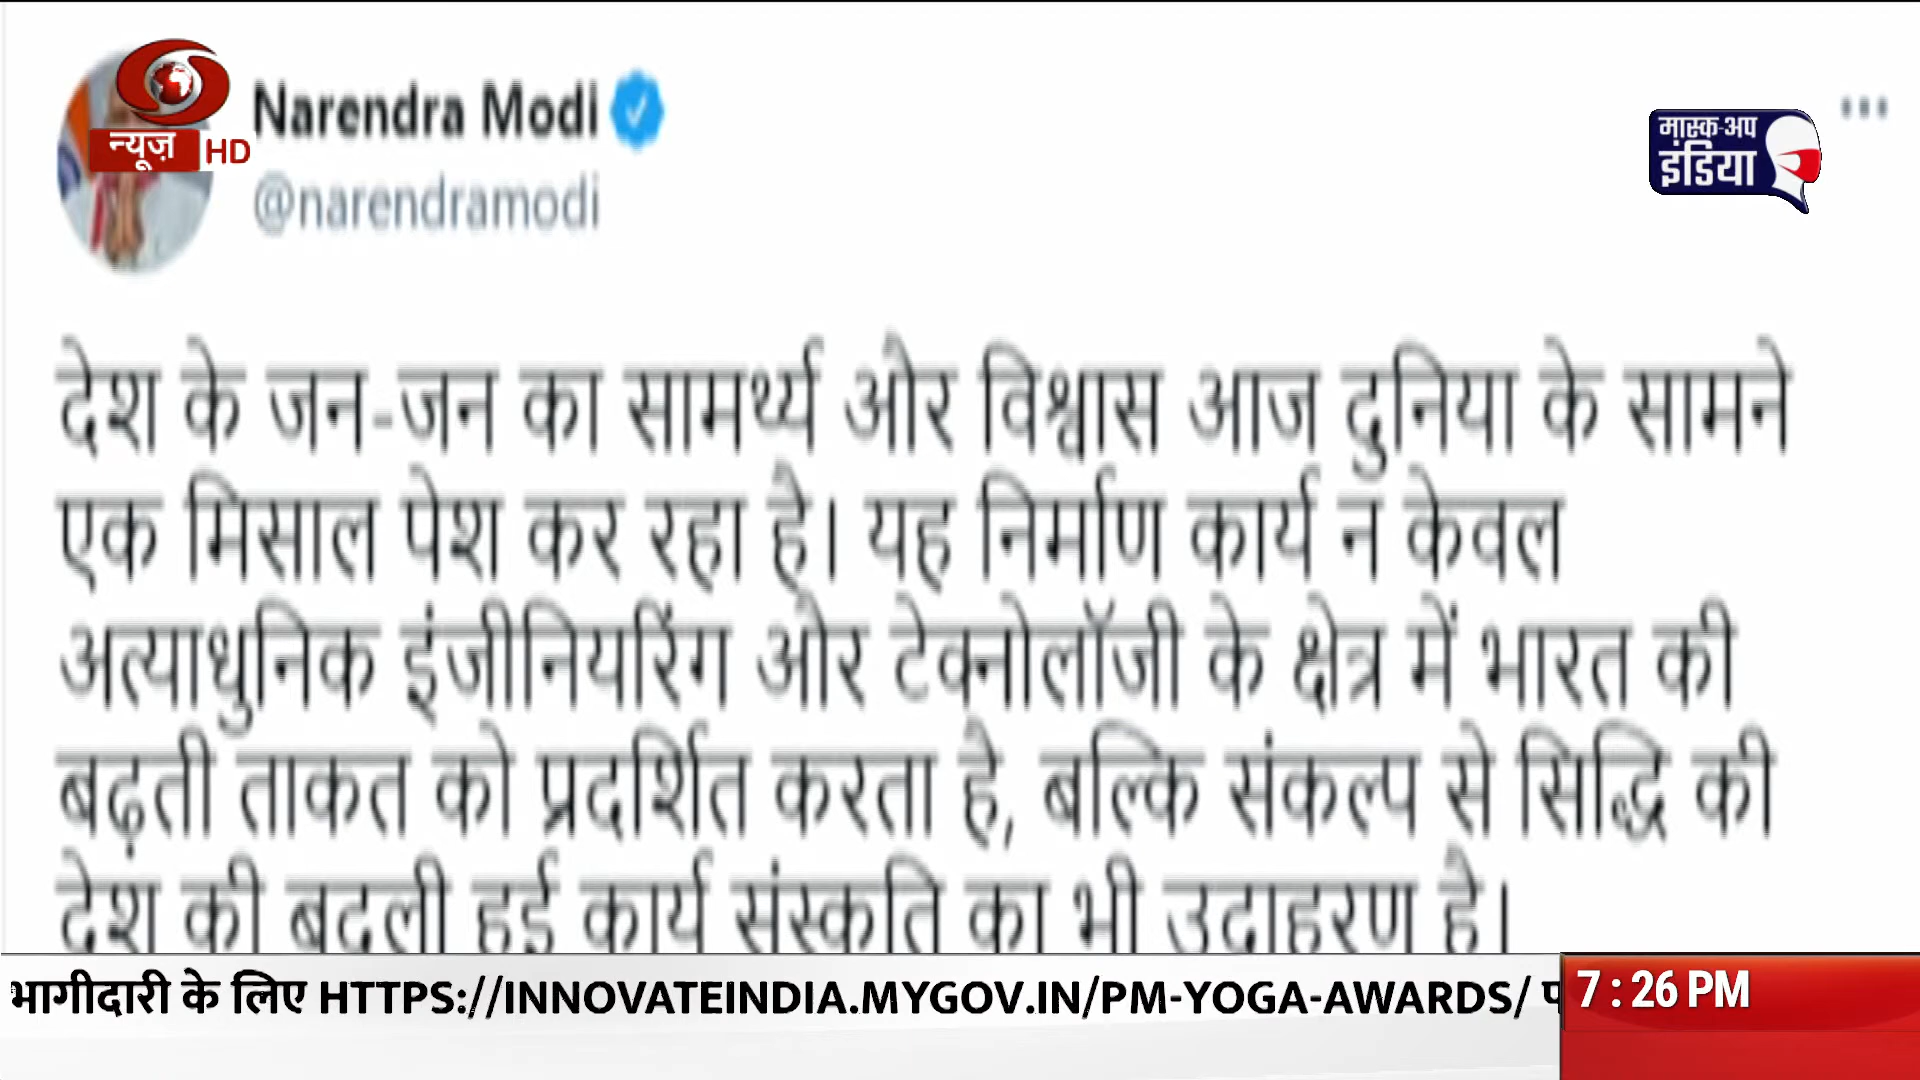 न्यूज़ HD
Narendra Modi
@narendramodi
मास्क-अप
इंडिया
देश के जन-जन का सामर्थ्य और विश्वास आज दुनिया के सामने
एक मिसाल पेश कर रहा है। यह निर्माण कार्य न केवल
अत्याधुनिक इंजीनियरिंग और टेक्नोलॉजी के क्षेत्र में भारत की
बढ़ती ताकत को प्रदर्शित करता है, बल्कि संकल्प से सिद्धि की
देश की बदली हुई कार्य संस्कृति का भी उदाहरण है।
भागीदारी के लिए HTTPS://INNOVATEINDIA.MYGOV.IN/PM-YOGA-AWARDS/
7 : 26 PM